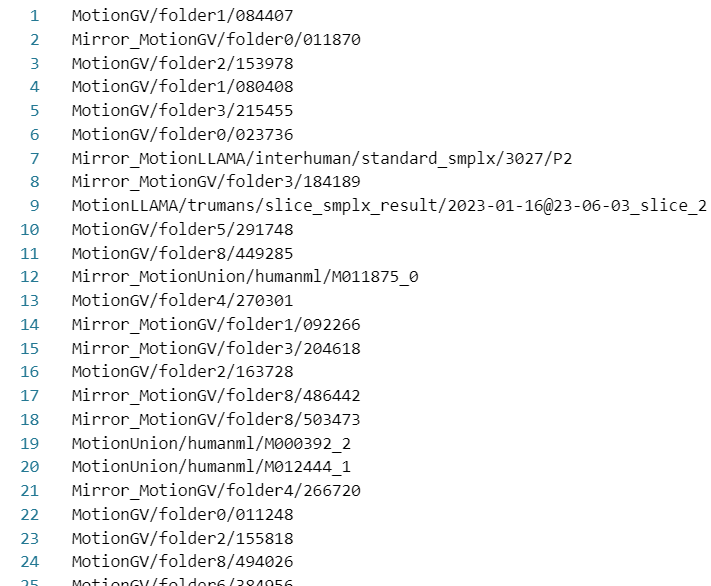 1 MotionGV/folder1/084407
2 Mirror_MotionGV/folder0/011870
3 MotionGV/folder2/153978
4 MotionGV/folder1/080408
5 MotionGV/folder3/215455
6 MotionGV/folder0/023736
7 Mirror_MotionLLAMA/interhuman/standard_smplx/3027/P2
8 Mirror_MotionGV/folder3/184189
9 MotionLLAMA/trumans/slice_smplx_result/2023-01-16@23-06-03_slice_2
10 MotionGV/folder5/291748
11 MotionGV/folder8/449285
12 Mirror_MotionUnion/humanml/M011875_0
13 MotionGV/folder4/270301
14 Mirror_MotionGV/folder1/092266
15 Mirror_MotionGV/folder3/204618
16 MotionGV/folder2/163728
17 Mirror_MotionGV/folder8/486442
18 Mirror_MotionGV/folder8/503473
19 MotionUnion/humanml/M000392_2
20 MotionUnion/humanml/M012444_1
21 Mirror_MotionGV/folder4/266720
22 MotionGV/folder0/011248
23 MotionGV/folder2/155818
24 MotionGV/folder8/494026
25 MotionGV/folder6/384956